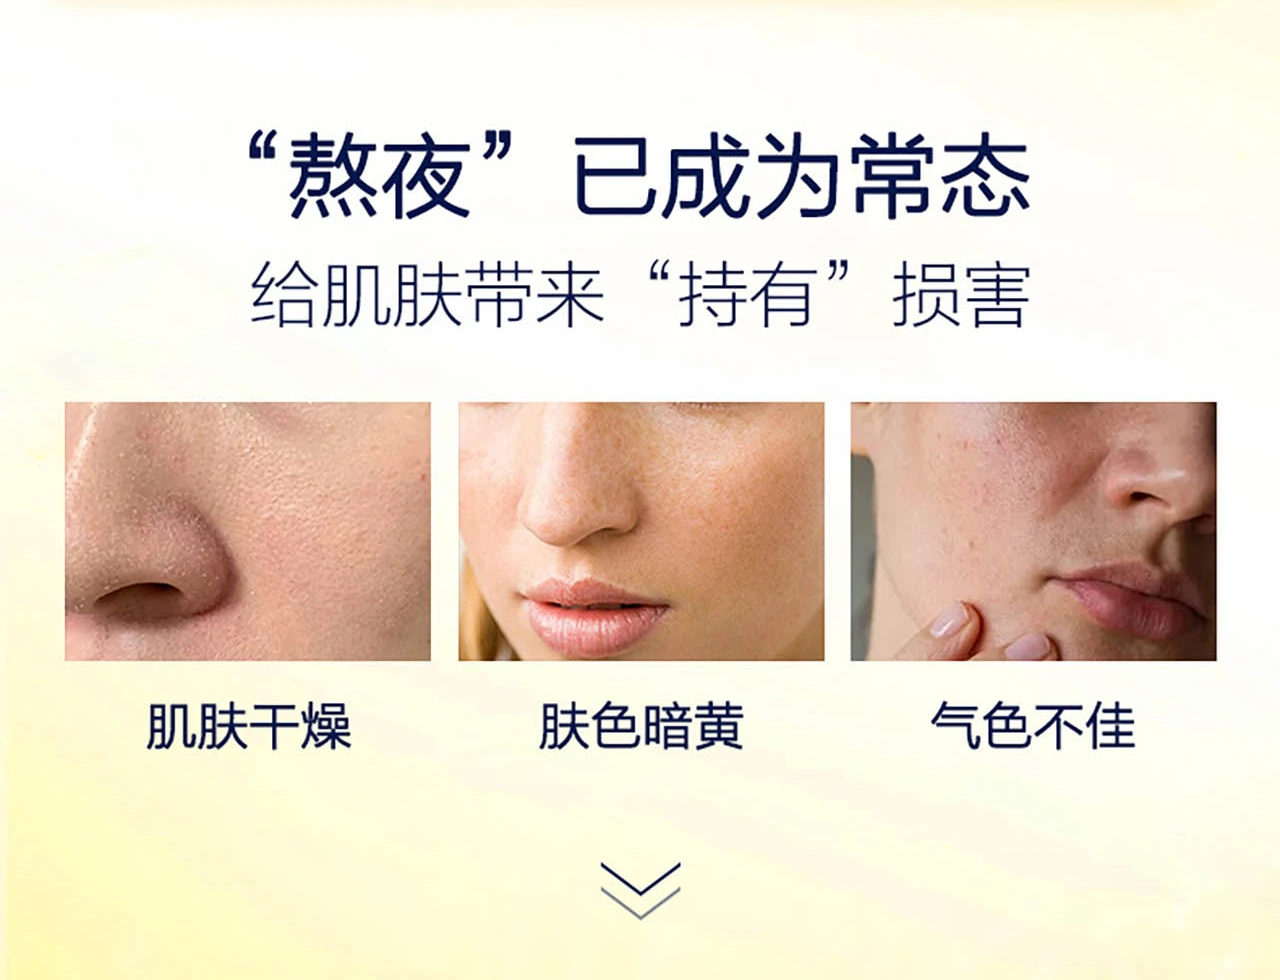 “熬夜”已成为常态
给肌肤带来“持有”损害
肌肤干燥
肤色暗黄
气色不佳